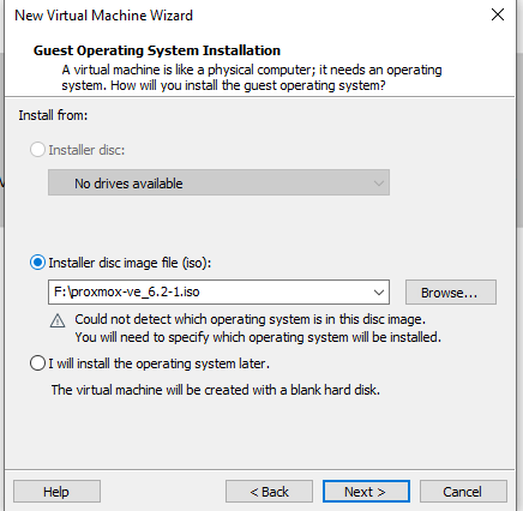 New Virtual Machine Wizard
Guest Operating System Installation
A virtual machine is like a physical computer; it needs an operating
system. How will you install the guest operating system?
Install from:
Installer disc:
No drives available
Installer disc image file (iso):
F:\proxmox-ve_6.2-1.iso
Browse...
Could not detect which operating system is in this disc image.
You will need to specify which operating system will be installed.
I will install the operating system later.
The virtual machine will be created with a blank hard disk.
Help
< Back
Next >
Cancel